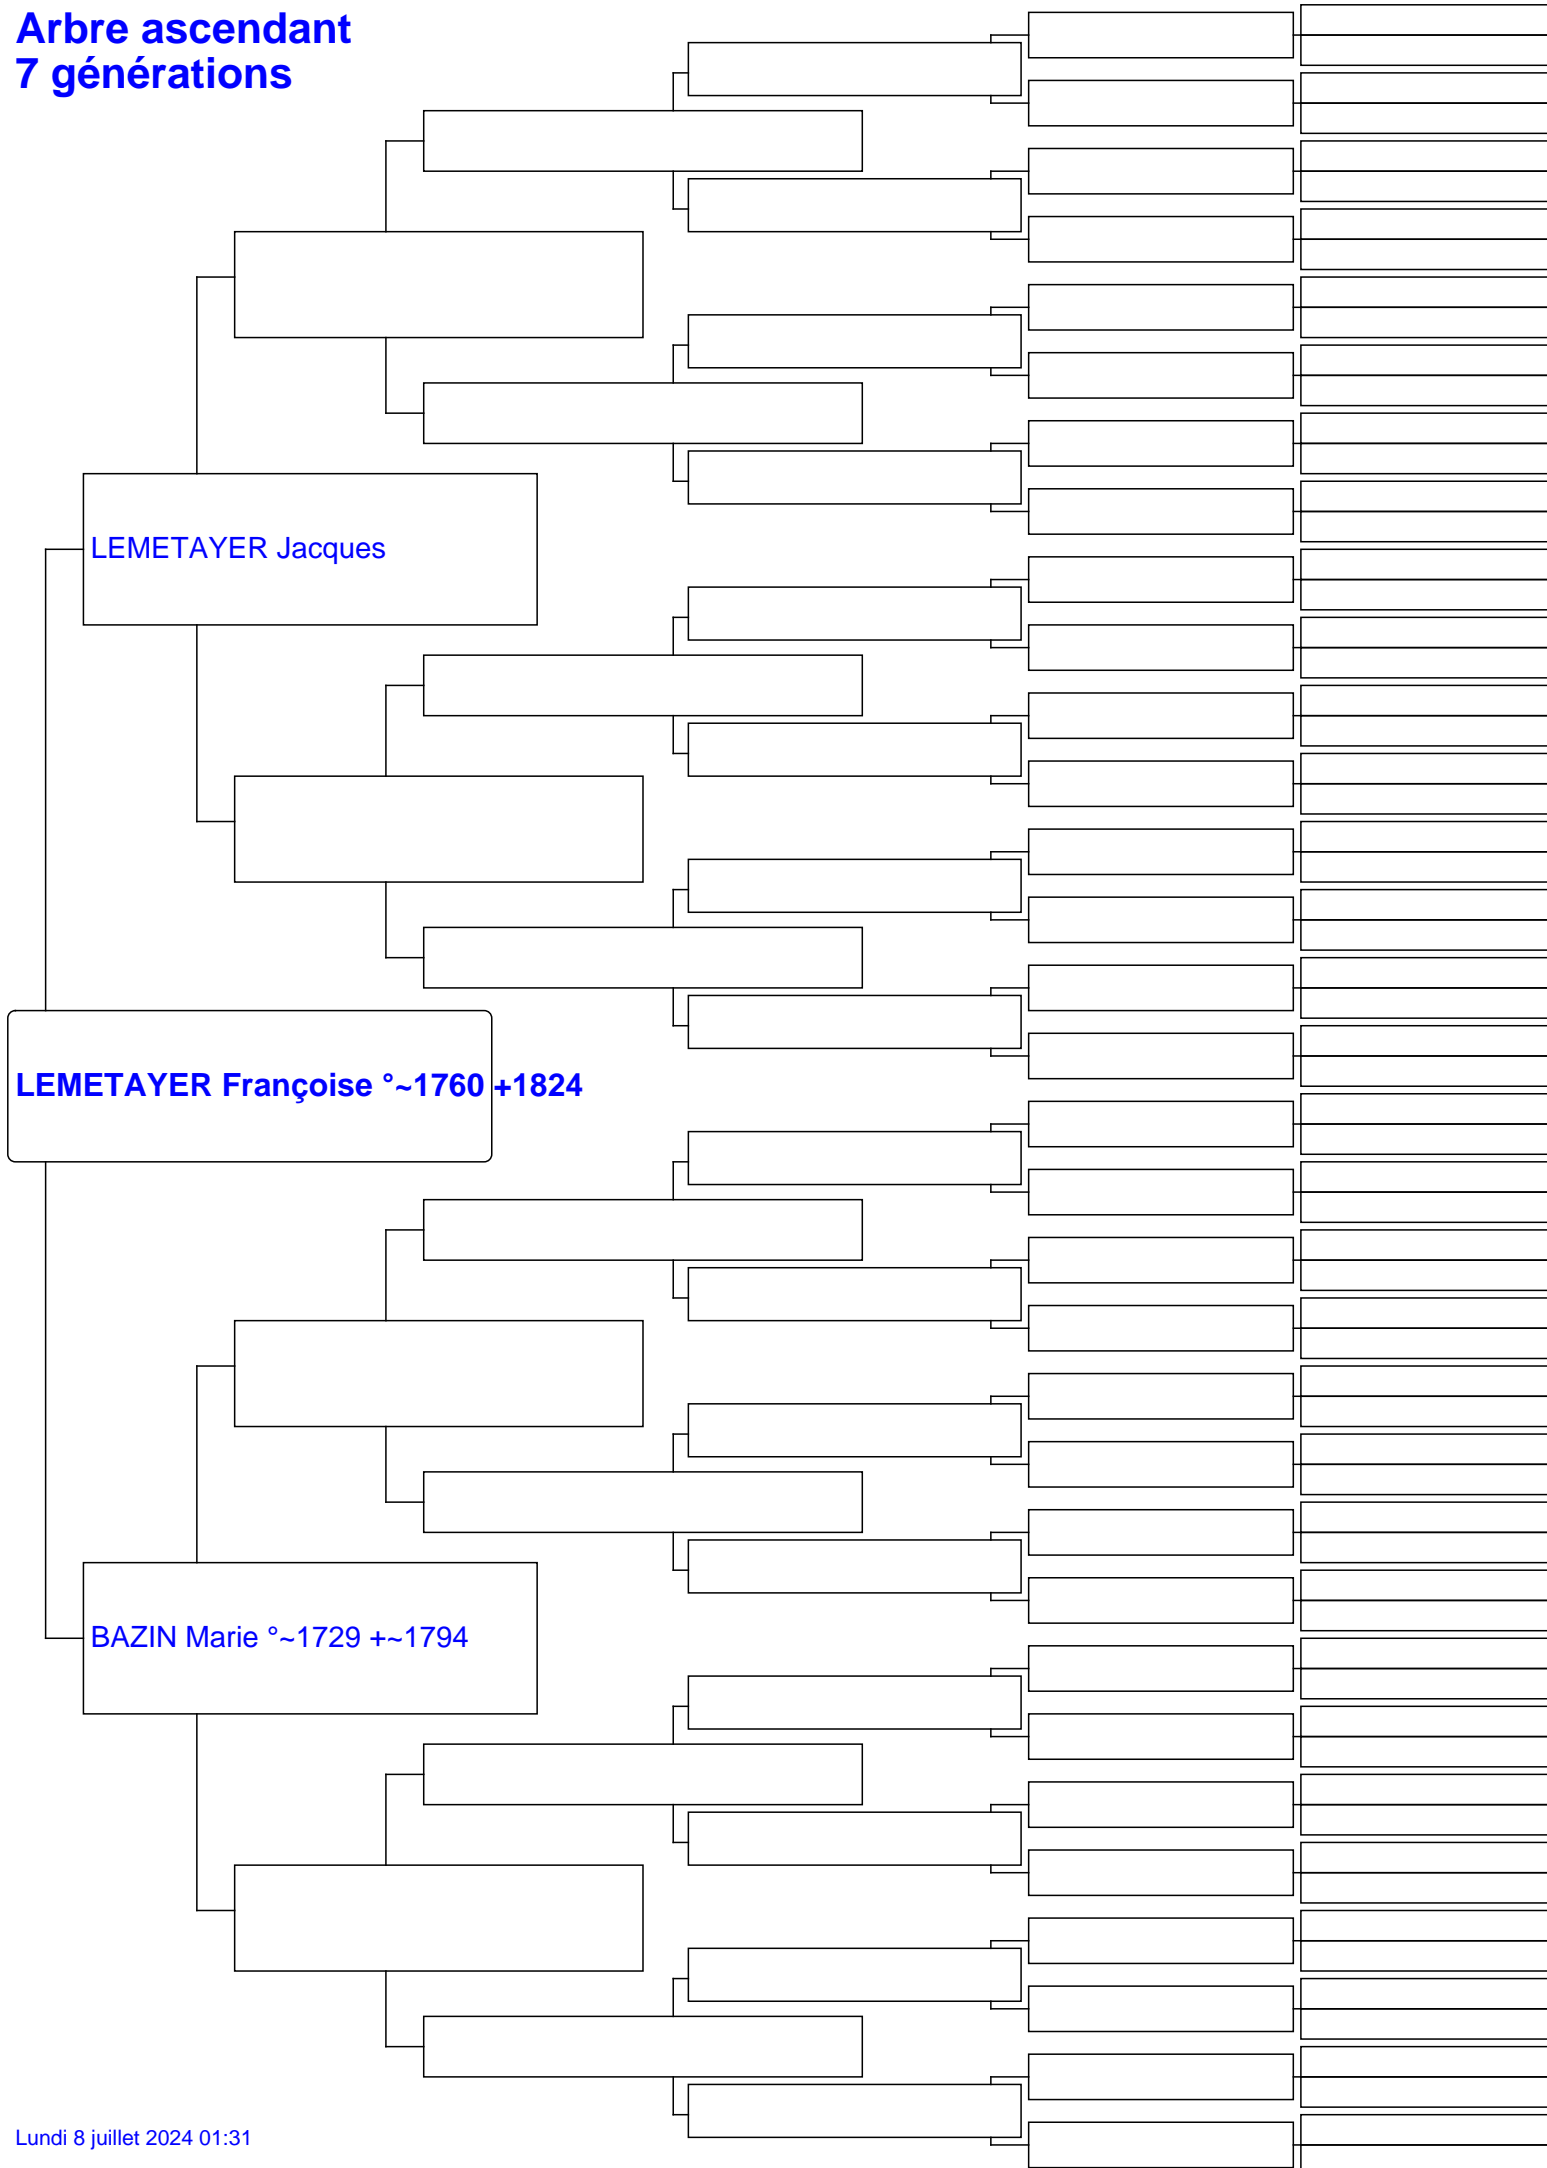 Arbre ascendant
7 générations
LEMETAYER Jacques
LEMETAYER Françoise °~1760 +1824
BAZIN Marie °~1729 +~1794
Lundi 8 juillet 2024 01:31